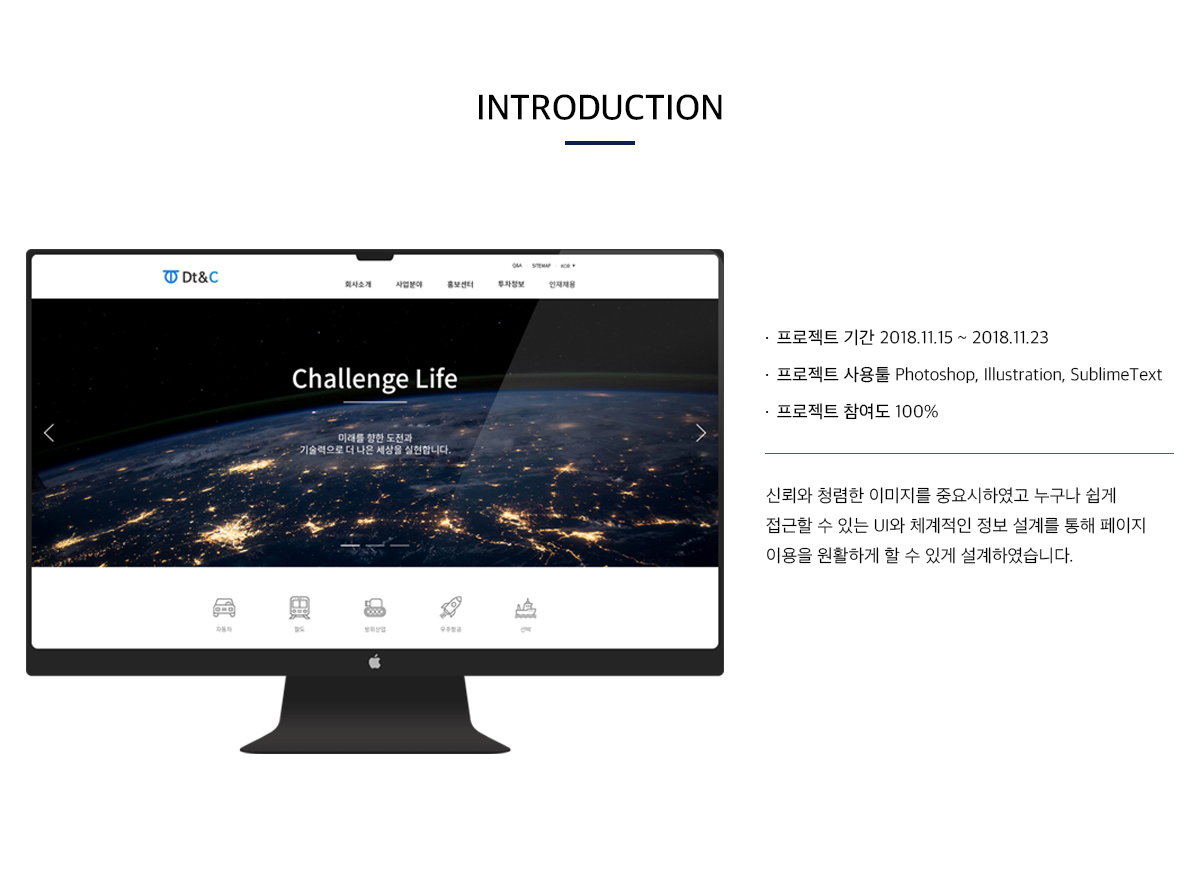 INTRODUCTION
Dt&C
Q&A SITEMAP KOR
회사소개 사업분야 홍보센터 투자정보 인재채용
Challenge Life
미래를 향한 도전과
기술력으로 더 나은 세상을 실현합니다.
자동차 철도 방위산업 우주항공 선박
· 프로젝트 기간 2018.11.15 ~ 2018.11.23
· 프로젝트 사용툴 Photoshop, Illustration, SublimeText
· 프로젝트 참여도 100%
신뢰와 청렴한 이미지를 중요시하였고 누구나 쉽게
접근할 수 있는 UI와 체계적인 정보 설계를 통해 페이지
이용을 원활하게 할 수 있게 설계하였습니다.